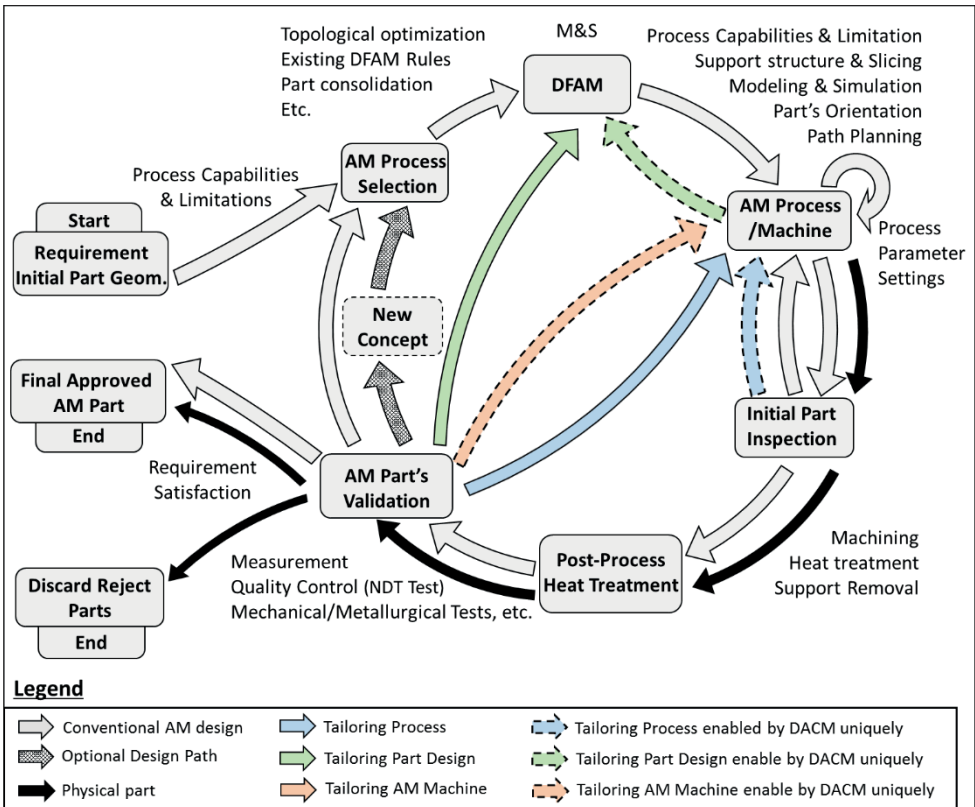 Topological optimization
Existing DFAM Rules
Part consolidation
Etc.
M&S
DFAM
Process Capabilities & Limitation
Support structure & Slicing
Modeling & Simulation
Part's Orientation
Path Planning
AM Process
Selection
Process Capabilities
& Limitations
Start
Requirement
Initial Part Geom.
AM Process
/Machine
Process
Parameter
Settings
New
Concept
Final Approved
AM Part
End
Initial Part
Inspection
Requirement
Satisfaction
AM Part's
Validation
Machining
Heat treatment
Support Removal
Post-Process
Heat Treatment
Measurement
Quality Control (NDT Test)
Mechanical/Metallurgical Tests, etc.
Discard Reject
Parts
End
Legend
Conventional AM design
Optional Design Path
Physical part
Tailoring Process
Tailoring Part Design
Tailoring AM Machine
Tailoring Process enabled by DACM uniquely
Tailoring Part Design enable by DACM uniquely
Tailoring AM Machine enable by DACM uniquely